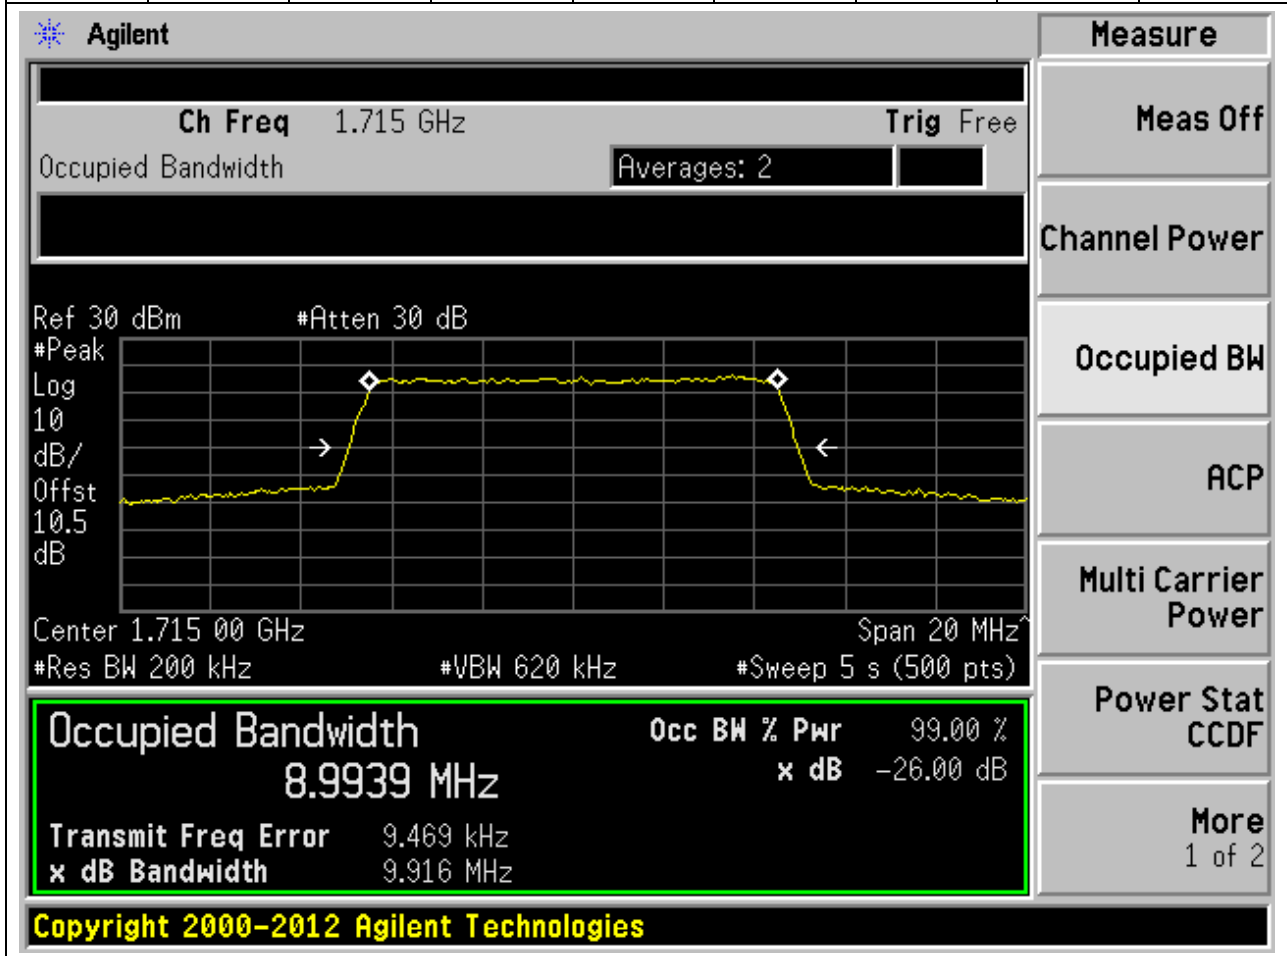 Agilent
Measure
Ch Freq 1.715 GHz Trig Free
Occupied Bandwidth Averages: 2
Ref 30 dBm #Atten 30 dB
#Peak
Log
10
dB/
Offst
10.5
dB
Center 1.715 00 GHz Span 20 MHz^
#Res BW 200 kHz #VBW 620 kHz #Sweep 5 s (500 pts)
Occupied Bandwidth Occ BW % Pwr 99.00 %
8.9939 MHz x dB -26.00 dB
Transmit Freq Error 9.469 kHz
x dB Bandwidth 9.916 MHz
Copyright 2000-2012 Agilent Technologies
Meas Off
Channel Power
Occupied BW
ACP
Multi Carrier
Power
Power Stat
CCDF
More
1 of 2